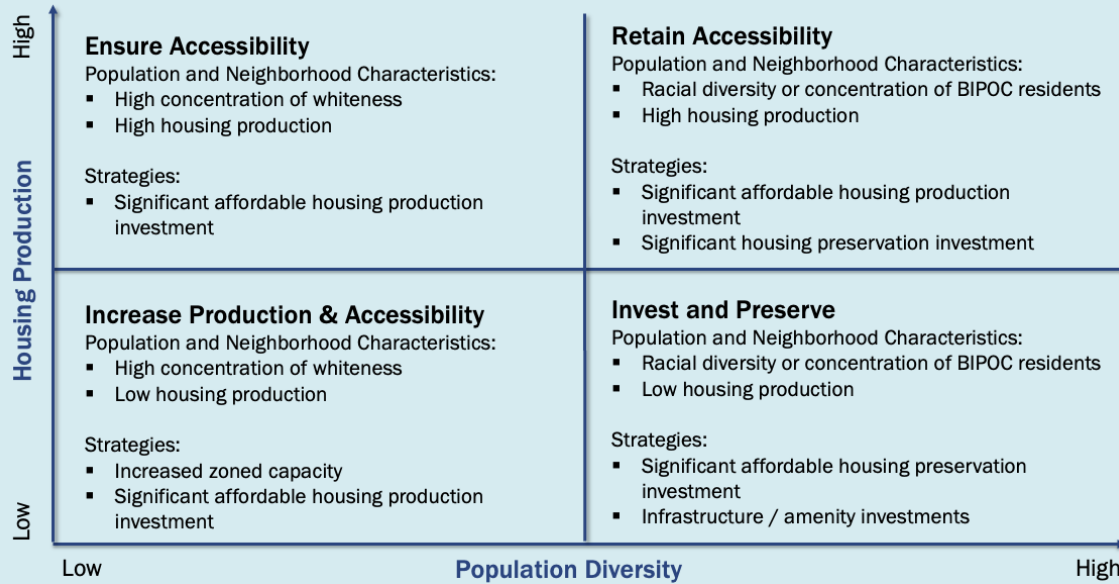 High
Housing Production
Low
Ensure Accessibility
Population and Neighborhood Characteristics:
▪ High concentration of whiteness
▪ High housing production
Strategies:
▪ Significant affordable housing production
investment
Retain Accessibility
Population and Neighborhood Characteristics:
▪ Racial diversity or concentration of BIPOC residents
▪ High housing production
Strategies:
▪ Significant affordable housing production
investment
▪ Significant housing preservation investment
Increase Production & Accessibility
Population and Neighborhood Characteristics:
▪ High concentration of whiteness
▪ Low housing production
Strategies:
▪ Increased zoned capacity
▪ Significant affordable housing production
investment
Invest and Preserve
Population and Neighborhood Characteristics:
▪ Racial diversity or concentration of BIPOC residents
▪ Low housing production
Strategies:
▪ Significant affordable housing preservation
investment
▪ Infrastructure / amenity investments
Low
Population Diversity
High